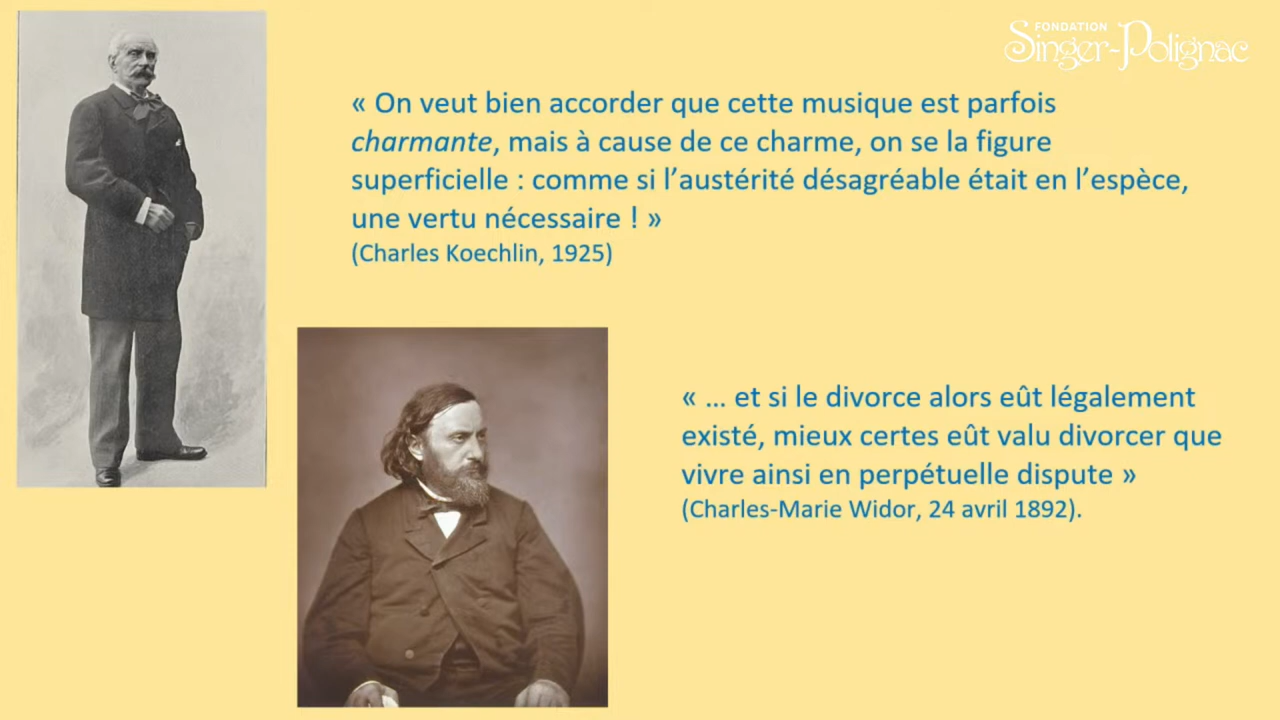 FONDATION
Singer-Polignac
« On veut bien accorder que cette musique est parfois
charmante, mais à cause de ce charme, on se la figure
superficielle : comme si l’austérité désagréable était en l’espèce,
une vertu nécessaire ! »
(Charles Koechlin, 1925)
« ... et si le divorce alors eût légalement
existé, mieux certes eût valu divorcer que
vivre ainsi en perpétuelle dispute »
(Charles-Marie Widor, 24 avril 1892).